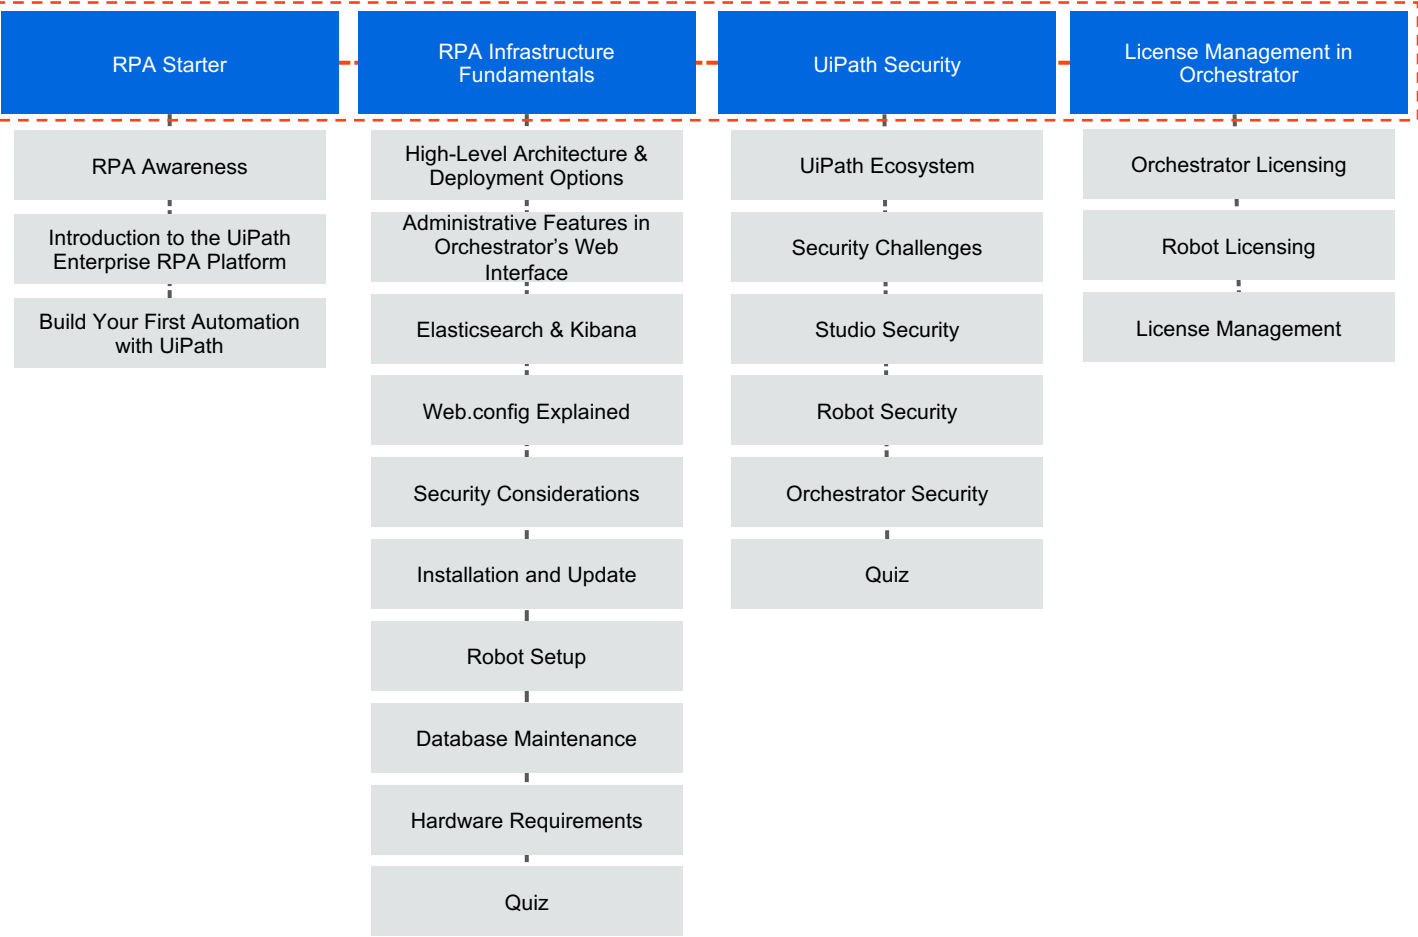 RPA Starter
RPA Infrastructure
Fundamentals
UiPath Security
License Management in
Orchestrator
RPA Awareness
Introduction to the UiPath
Enterprise RPA Platform
Build Your First Automation
with UiPath
High-Level Architecture &
Deployment Options
Administrative Features in
Orchestrator’s Web
Interface
Elasticsearch & Kibana
Web.config Explained
Security Considerations
Installation and Update
Robot Setup
Database Maintenance
Hardware Requirements
Quiz
UiPath Ecosystem
Security Challenges
Studio Security
Robot Security
Orchestrator Security
Quiz
Orchestrator Licensing
Robot Licensing
License Management